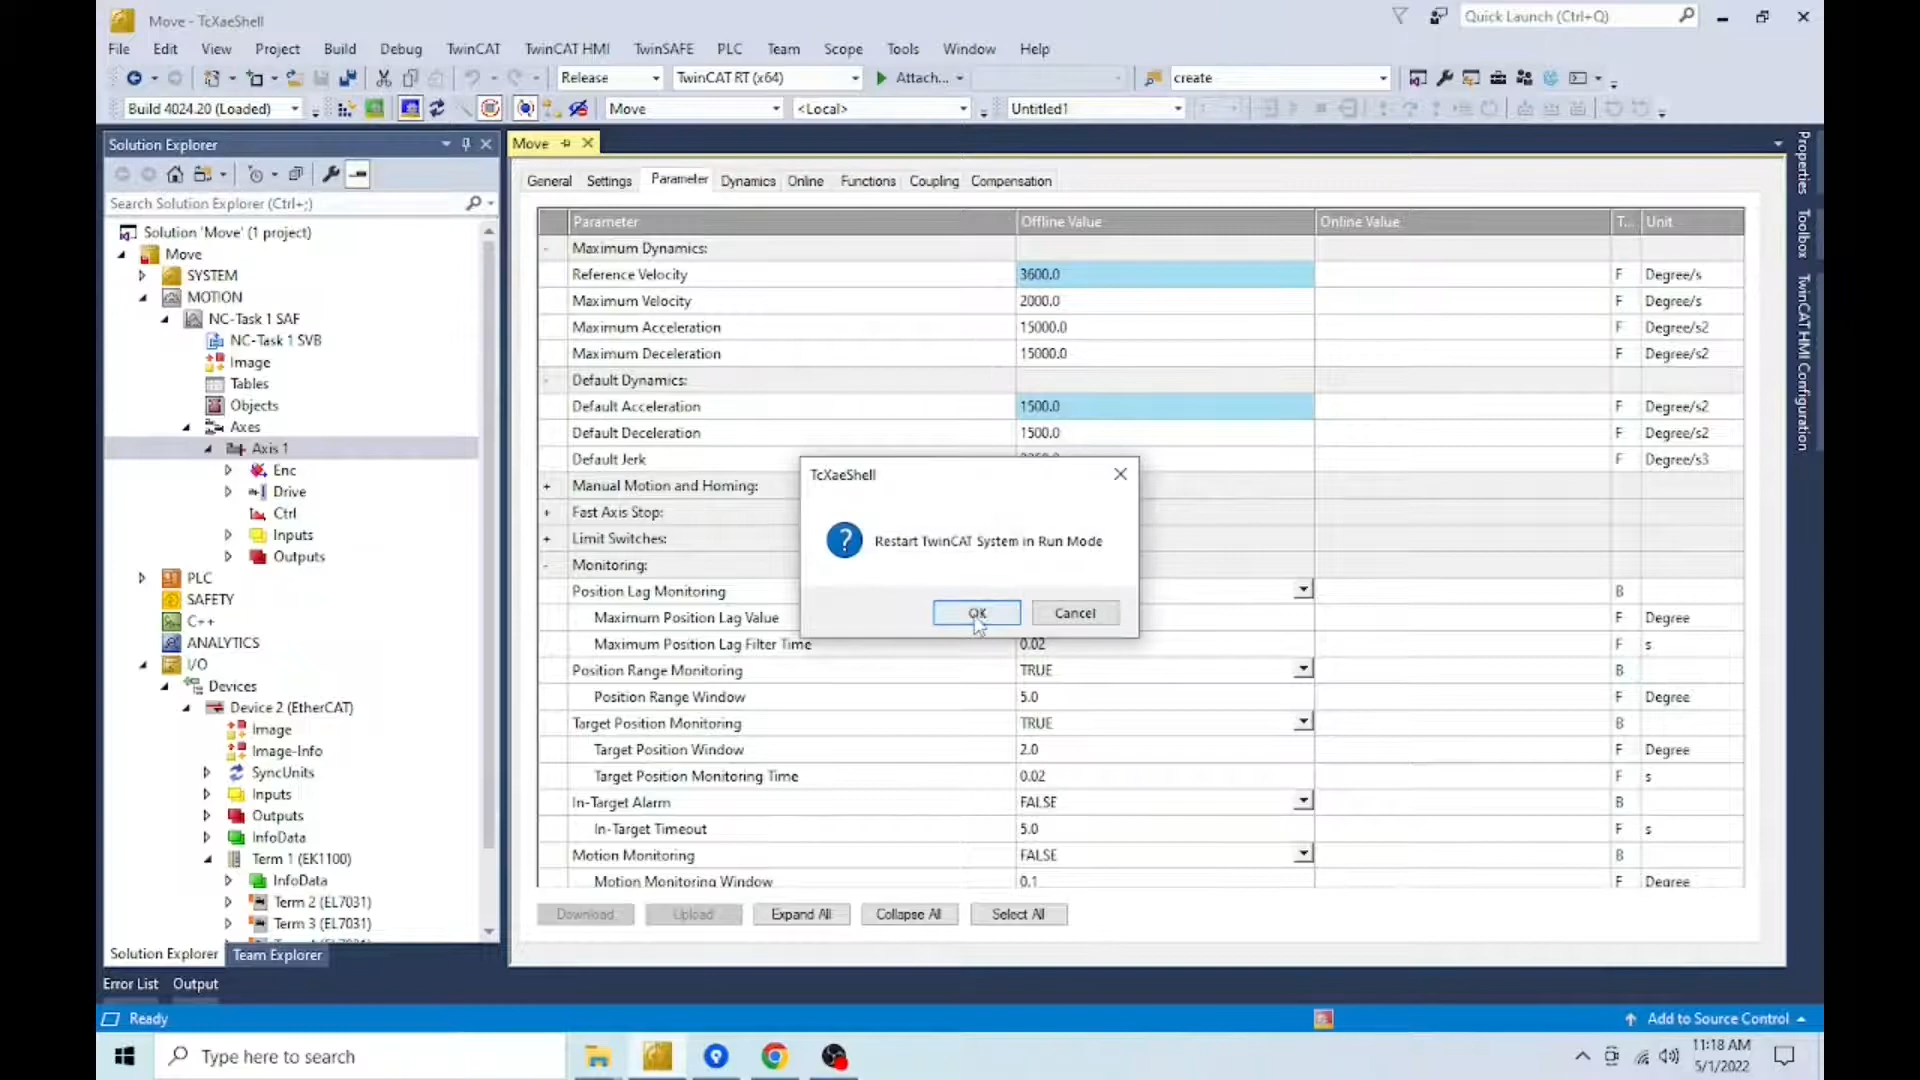 Move - TcXaeShell
Quick Launch (Ctrl+Q)
File Edit View Project Build Debug TwinCAT TwinCAT HMI TwinSAFE PLC Team Scope Tools Window Help
Release TwinCAT RT (x64) Attach... create
Build 4024.20 (Loaded) Move <Local> Untitled1
Solution Explorer
Search Solution Explorer (Ctrl+;)
Solution 'Move' (1 project)
Move
SYSTEM
MOTION
NC-Task 1 SAF
NC-Task 1 SVB
Image
Tables
Objects
Axes
Axis 1
Enc
Drive
Ctrl
Inputs
Outputs
PLC
SAFETY
C++
ANALYTICS
I/O
Devices
Device 2 (EtherCAT)
Image
Image-Info
SyncUnits
Inputs
Outputs
InfoData
Term 1 (EK1100)
InfoData
Term 2 (EL7031)
Term 3 (EL7031)
Solution Explorer Team Explorer
Move
General Settings Parameter Dynamics Online Functions Coupling Compensation
Parameter Offline Value Online Value T... Unit
Maximum Dynamics:
Reference Velocity 3600.0 F Degree/s
Maximum Velocity 2000.0 F Degree/s
Maximum Acceleration 15000.0 F Degree/s2
Maximum Deceleration 15000.0 F Degree/s2
Default Dynamics:
Default Acceleration 1500.0 F Degree/s2
Default Deceleration 1500.0 F Degree/s2
Default Jerk F Degree/s3
Manual Motion and Homing:
Fast Axis Stop:
Limit Switches:
Monitoring:
Position Lag Monitoring B
Maximum Position Lag Value F Degree
Maximum Position Lag Filter Time 0.02 F s
Position Range Monitoring TRUE B
Position Range Window 5.0 F Degree
Target Position Monitoring TRUE B
Target Position Window 2.0 F Degree
Target Position Monitoring Time 0.02 F s
In-Target Alarm FALSE B
In-Target Timeout 5.0 F s
Motion Monitoring FALSE B
Motion Monitoring Window 0.1 F Degree
TcXaeShell
Restart TwinCAT System in Run Mode
OK Cancel
Download Upload Expand All Collapse All Select All
Properties
Toolbox
TwinCAT HMI Configuration
Error List Output
Ready
Add to Source Control
Type here to search
11:18 AM
5/1/2022